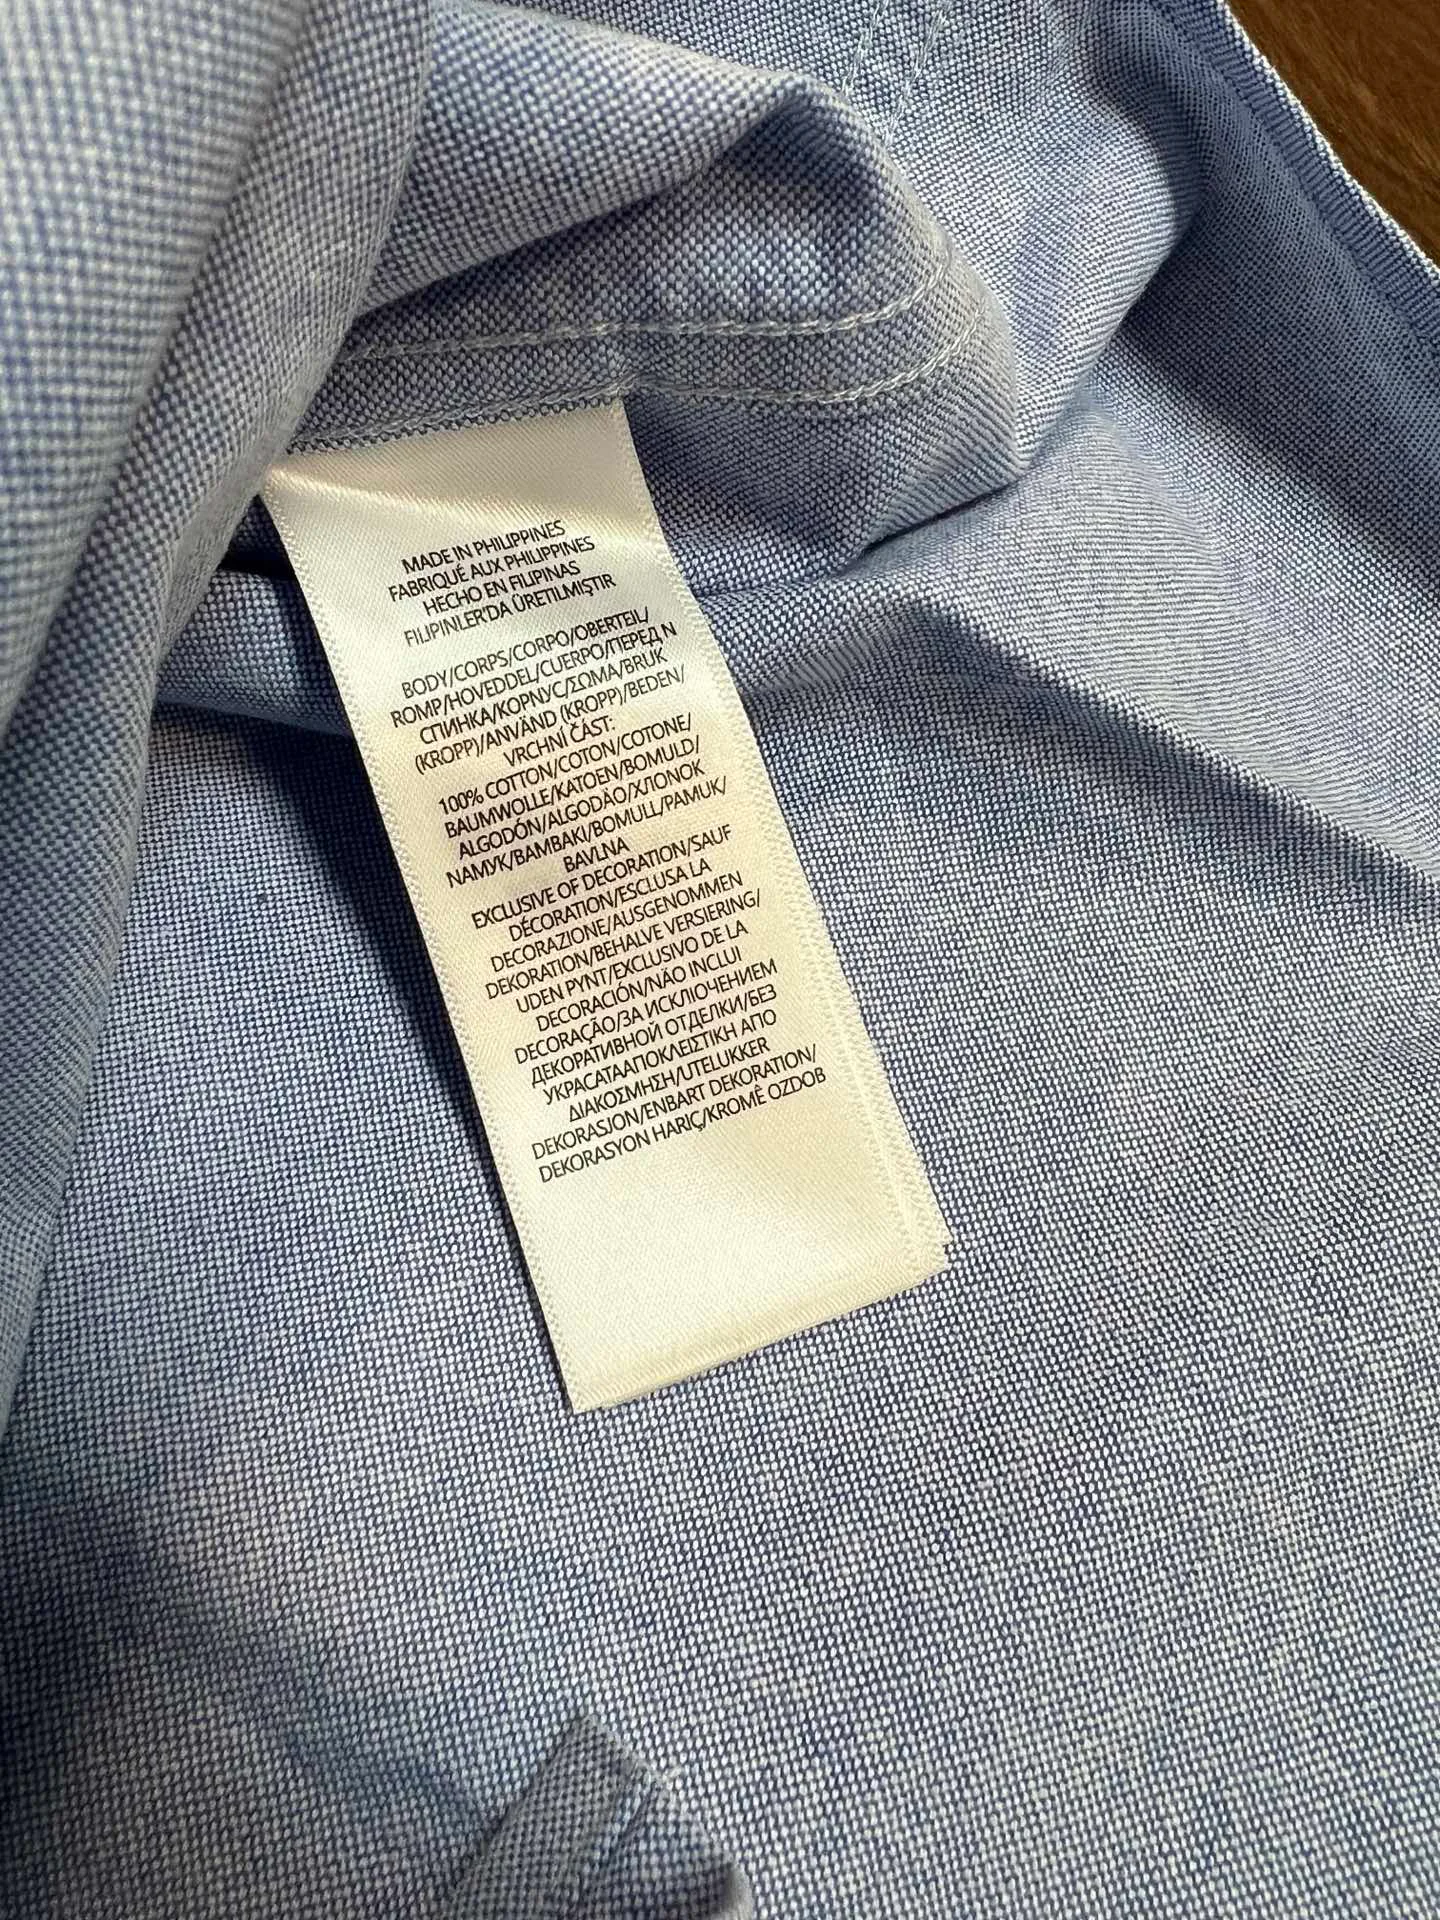 MADE IN PHILIPPINES
FABRIQUÉ AUX PHILIPPINES
HECHO EN FILIPINAS
FILIPINLER'DA ÜRETILMIŞTIR
BODY/CORPS/CORPO/OBERTEIL/
ROMP/HOVEDDEL/CUERPO/ПЕРЕД N
СПИНКА/КОРПУС/ΣΩΜΑ/BRUK
(KROPP)/ANVÄND (KROPP)/BEDEN/
VRCHNÍ ČÁST:
100% COTTON/COTON/COTONE/
BAUMWOLLE/KATOEN/BOMULD/
ALGODÓN/ALGODÃO/ХЛОПОК
ПАМУК/BAMBAKI/BOMULL/PAMUK/
BAVLNA
EXCLUSIVE OF DECORATION/SAUF
DÉCORATION/ESCLUSA LA
DECORAZIONE/AUSGENOMMEN
DEKORATION/BEHALVE VERSIERING/
UDEN PYNT/EXCLUSIVO DE LA
DECORACIÓN/NÃO INCLUI
DECORAÇÃO/ЗА ИСКЛЮЧЕНИЕМ
ДЕКОРАТИВНОЙ ОТДЕЛКИ/БЕЗ
УКРАСАТААПОКΛΕΙΣΤΙΚΗ ΑΠΟ
ΔΙΑΚΟΣΜΗΣΗ/UTELUKKER
DEKORASJON/ENBART DEKORATION/
DEKORASYON HARIÇ/KROMĚ OZDOB